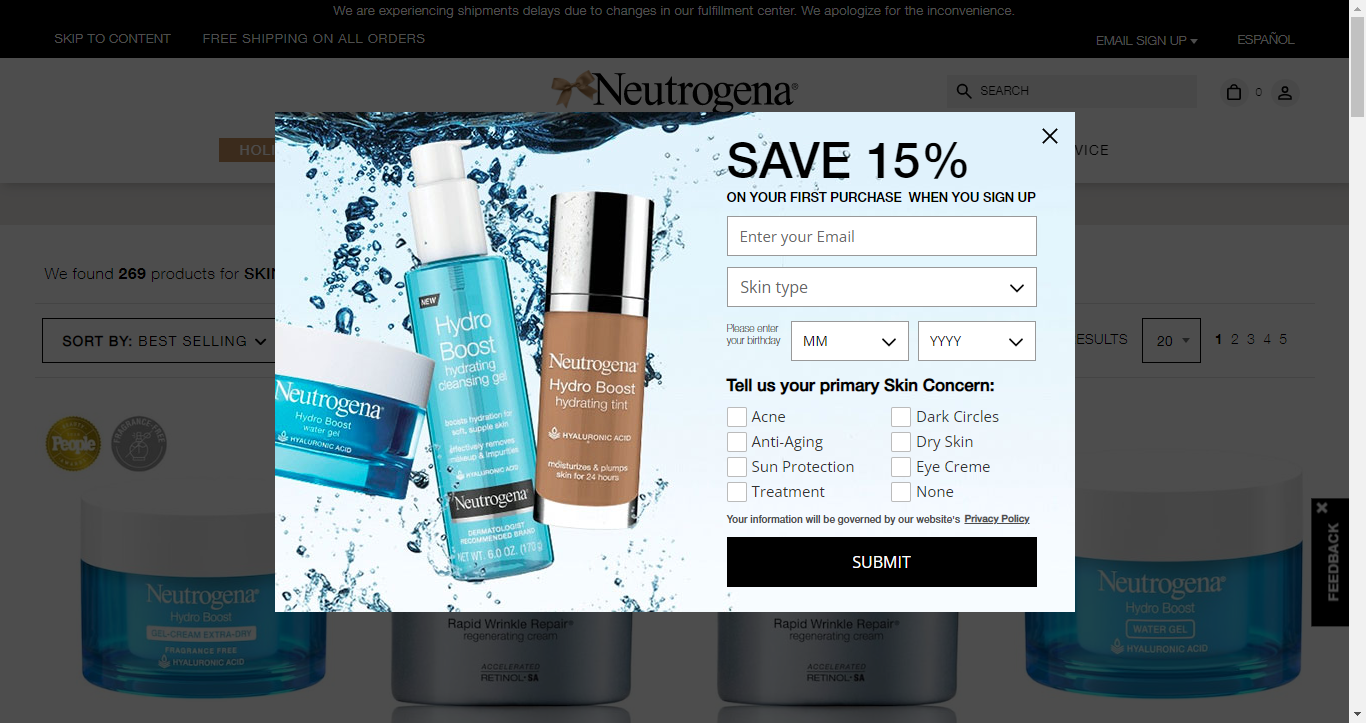 We are experiencing shipments delays due to changes in our fulfillment center. We apologize for the inconvenience.
SKIP TO CONTENT
FREE SHIPPING ON ALL ORDERS
EMAIL SIGN UP
ESPAÑOL
Neutrogena®
SEARCH
0
HOL
VICE
We found 269 products for SKI
SORT BY: BEST SELLING
ESULTS
20
1 2 3 4 5
SAVE 15%
ON YOUR FIRST PURCHASE WHEN YOU SIGN UP
Enter your Email
Skin type
Please enter
your birthday
MM
YYYY
Tell us your primary Skin Concern:
Acne
Dark Circles
Anti-Aging
Dry Skin
Sun Protection
Eye Creme
Treatment
None
Your information will be governed by our website's Privacy Policy
SUBMIT
NEW
Hydro
Boost
hydrating
cleansing gel
boosts hydration for
soft, supple skin
effectively removes
makeup & impurities
HYALURONIC ACID
Neutrogena®
DERMATOLOGIST
RECOMMENDED BRAND
NET WT. 6.0 OZ. (170 g)
Neutrogena®
Hydro Boost
hydrating tint
HYALURONIC ACID
moisturizes & plumps
skin for 24 hours
Neutrogena®
Hydro Boost
water gel
HYALURONIC ACID
People
FRAGRANCE FREE
Neutrogena®
Hydro Boost
GEL-CREAM EXTRA-DRY
FRAGRANCE FREE
HYALURONIC ACID
Rapid Wrinkle Repair®
regenerating cream
ACCELERATED
RETINOL·SA
Rapid Wrinkle Repair®
regenerating cream
ACCELERATED
RETINOL·SA
Neutrogena®
Hydro Boost
WATER GEL
HYALURONIC ACID
FEEDBACK